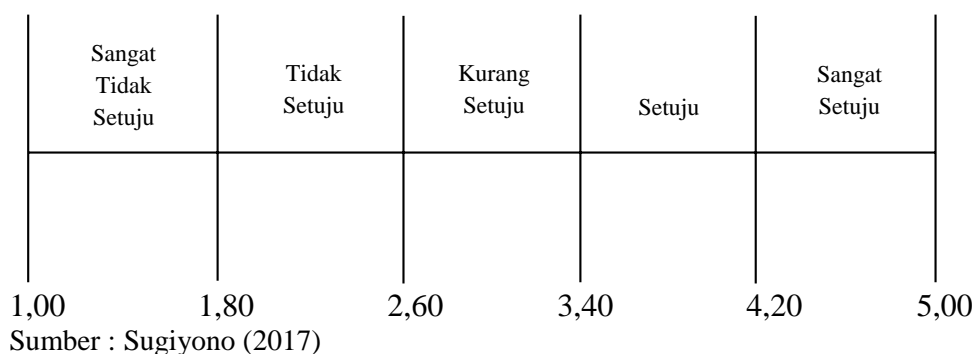 Sangat
Tidak
Setuju
Tidak
Setuju
Kurang
Setuju
Setuju
Sangat
Setuju
1,00 1,80 2,60 3,40 4,20 5,00
Sumber : Sugiyono (2017)